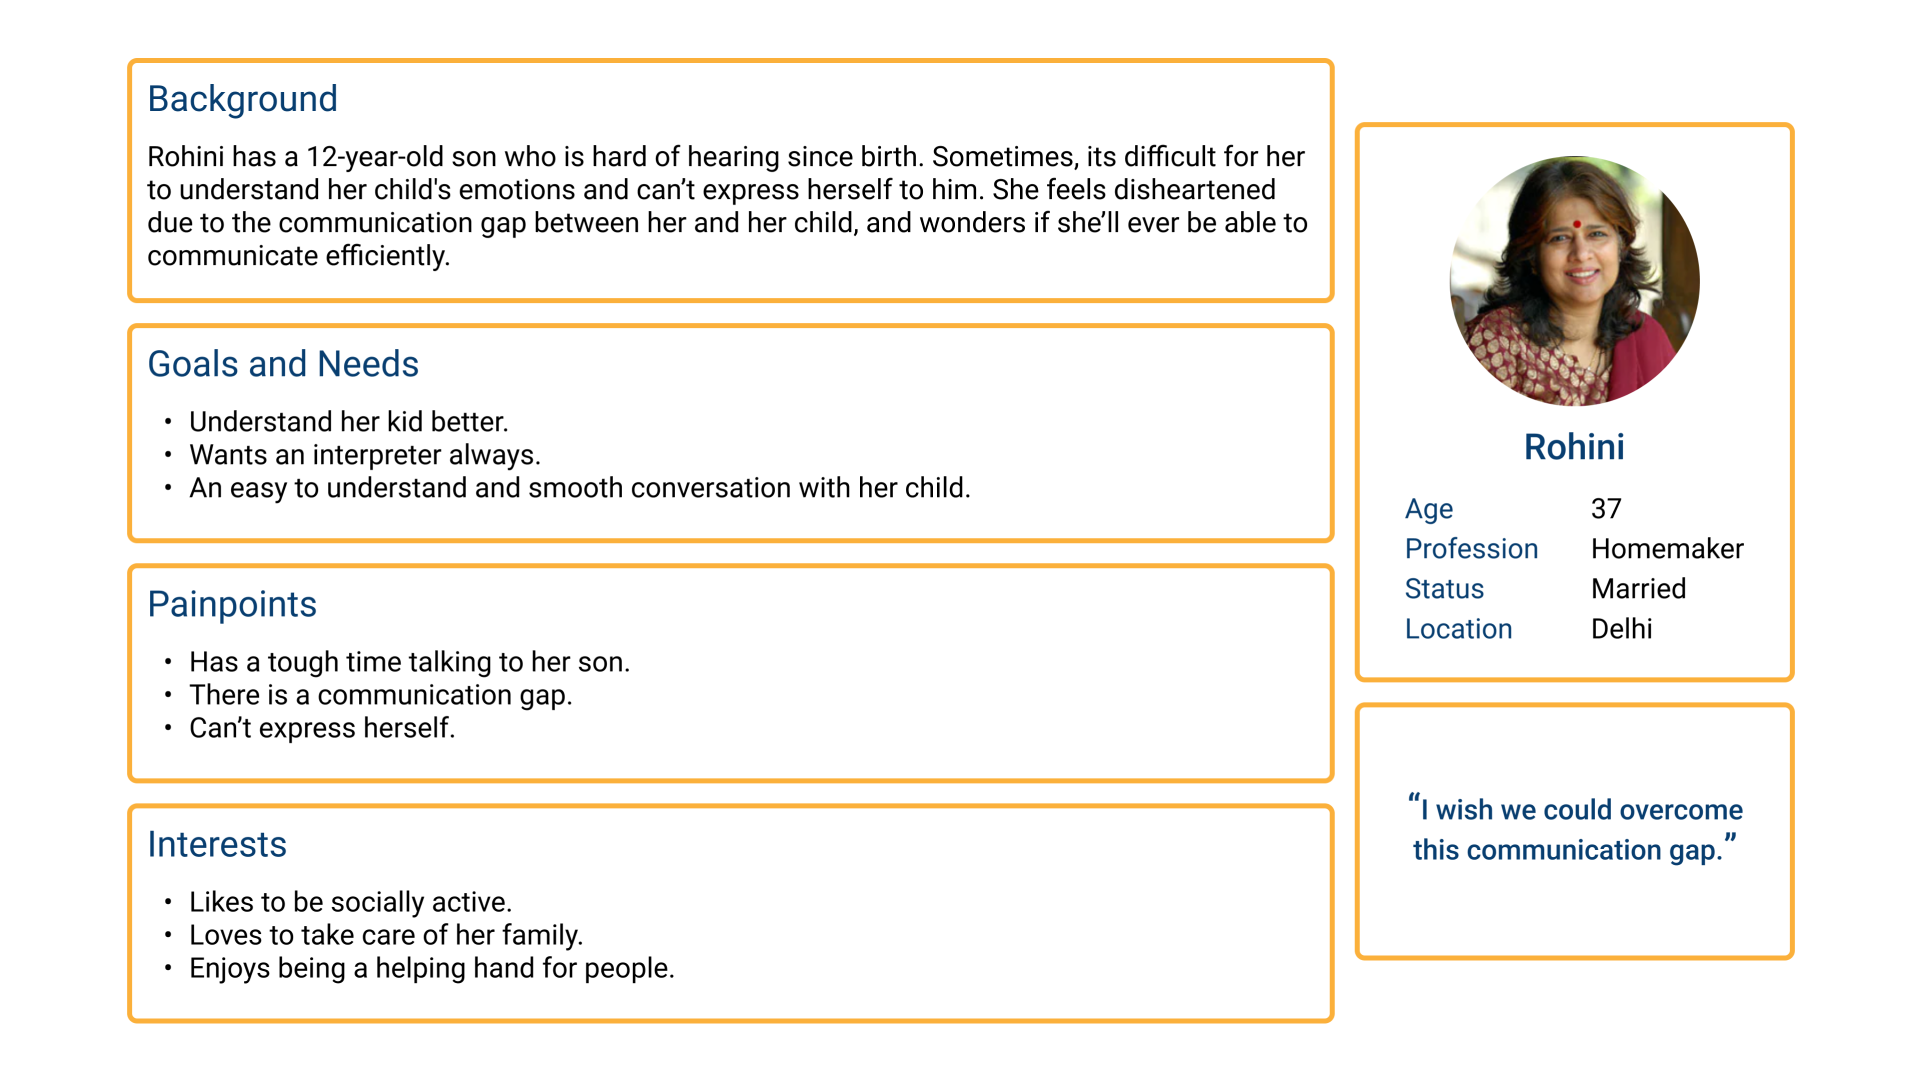 Background
Rohini has a 12-year-old son who is hard of hearing since birth. Sometimes, its difficult for her
to understand her child's emotions and can’t express herself to him. She feels disheartened
due to the communication gap between her and her child, and wonders if she’ll ever be able to
communicate efficiently.
Goals and Needs
• Understand her kid better.
• Wants an interpreter always.
• An easy to understand and smooth conversation with her child.
Painpoints
• Has a tough time talking to her son.
• There is a communication gap.
• Can’t express herself.
Interests
• Likes to be socially active.
• Loves to take care of her family.
• Enjoys being a helping hand for people.
Rohini
Age 37
Profession Homemaker
Status Married
Location Delhi
“I wish we could overcome
this communication gap.”